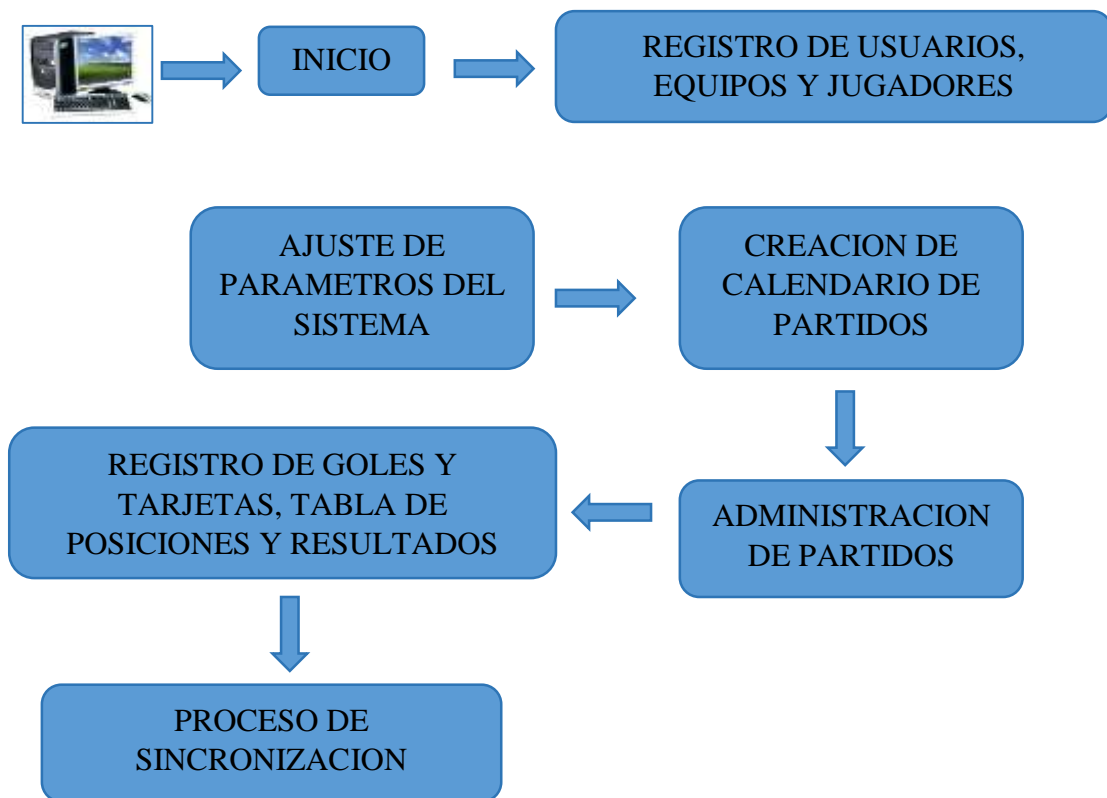 INICIO
REGISTRO DE USUARIOS,
EQUIPOS Y JUGADORES
AJUSTE DE
PARAMETROS DEL
SISTEMA
CREACION DE
CALENDARIO DE
PARTIDOS
REGISTRO DE GOLES Y
TARJETAS, TABLA DE
POSICIONES Y RESULTADOS
ADMINISTRACION
DE PARTIDOS
PROCESO DE
SINCRONIZACION